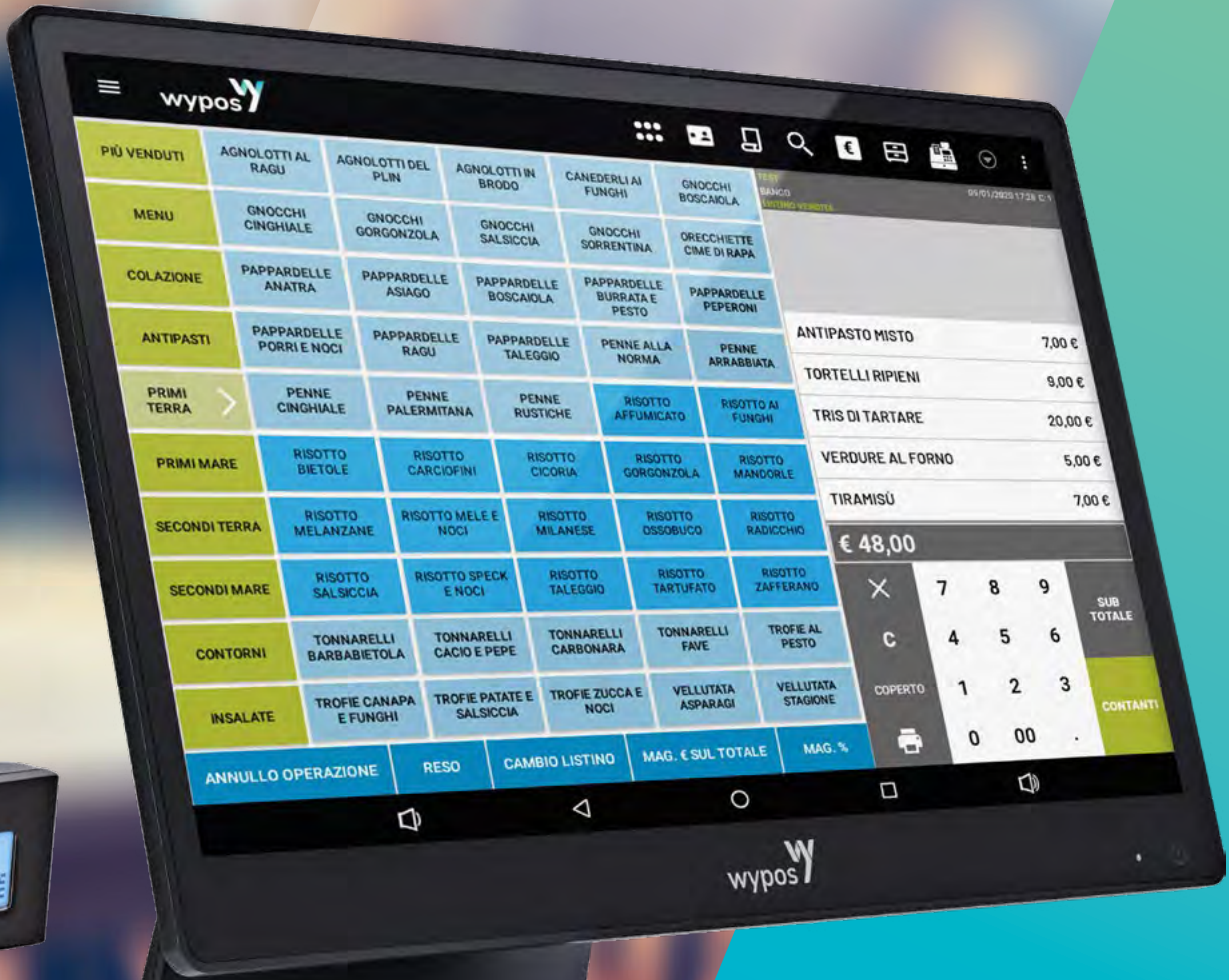 wypos
PIÙ VENDUTI
AGNOLOTTI AL
RAGU
AGNOLOTTI DEL
PLIN
AGNOLOTTI IN
BRODO
CANEDERLI AI
FUNGHI
GNOCCHI
BOSCAIOLA
MENU
GNOCCHI
CINGHIALE
GNOCCHI
GORGONZOLA
GNOCCHI
SALSICCIA
GNOCCHI
SORRENTINA
ORECCHIETTE
CIME DI RAPA
COLAZIONE
PAPPARDELLE
ANATRA
PAPPARDELLE
ASIAGO
PAPPARDELLE
BOSCAIOLA
PAPPARDELLE
BURRATA E
PESTO
PAPPARDELLE
PEPERONI
ANTIPASTI
PAPPARDELLE
PORRI E NOCI
PAPPARDELLE
RAGU
PAPPARDELLE
TALEGGIO
PENNE ALLA
NORMA
PENNE
ARRABBIATA
PRIMI
TERRA
PENNE
CINGHIALE
PENNE
PALERMITANA
PENNE
RUSTICHE
RISOTTO
AFFUMICATO
RISOTTO AI
FUNGHI
PRIMI MARE
RISOTTO
BIETOLE
RISOTTO
CARCIOFINI
RISOTTO
CICORIA
RISOTTO
GORGONZOLA
RISOTTO
MANDORLE
SECONDI TERRA
RISOTTO
MELANZANE
RISOTTO MELE E
NOCI
RISOTTO
MILANESE
RISOTTO
OSSOBUCO
RISOTTO
RADICCHIO
SECONDI MARE
RISOTTO
SALSICCIA
RISOTTO SPECK
E NOCI
RISOTTO
TALEGGIO
RISOTTO
TARTUFATO
RISOTTO
ZAFFERANO
CONTORNI
TONNARELLI
BARBABIETOLA
TONNARELLI
CACIO E PEPE
TONNARELLI
CARBONARA
TONNARELLI
FAVE
TROFIE AL
PESTO
INSALATE
TROFIE CANAPA
E FUNGHI
TROFIE PATATE E
SALSICCIA
TROFIE ZUCCA E
NOCI
VELLUTATA
ASPARAGI
VELLUTATA
STAGIONE
ANNULLO OPERAZIONE
RESO
CAMBIO LISTINO
MAG. € SUL TOTALE
MAG. %
TEST
BANCO
LISTINO VENDITA
ANTIPASTO MISTO 7,00 €
TORTELLI RIPIENI 9,00 €
TRIS DI TARTARE 20,00 €
VERDURE AL FORNO 5,00 €
TIRAMISÙ 7,00 €
€ 48,00
7 8 9
SUB
TOTALE
C 4 5 6
COPERTO 1 2 3
CONTANTI
0 00 .
wypos